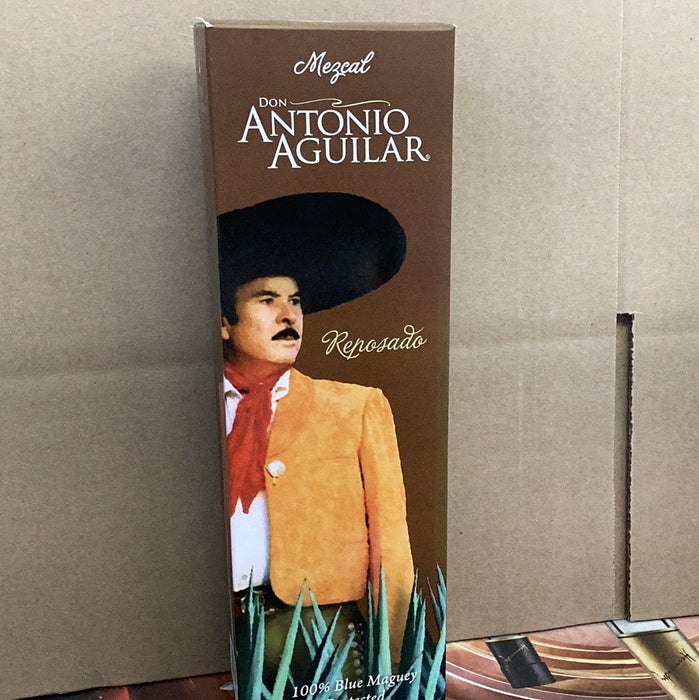 Mezcal
DON
ANTONIO
AGUILAR®
Reposado
100% Blue Maguey